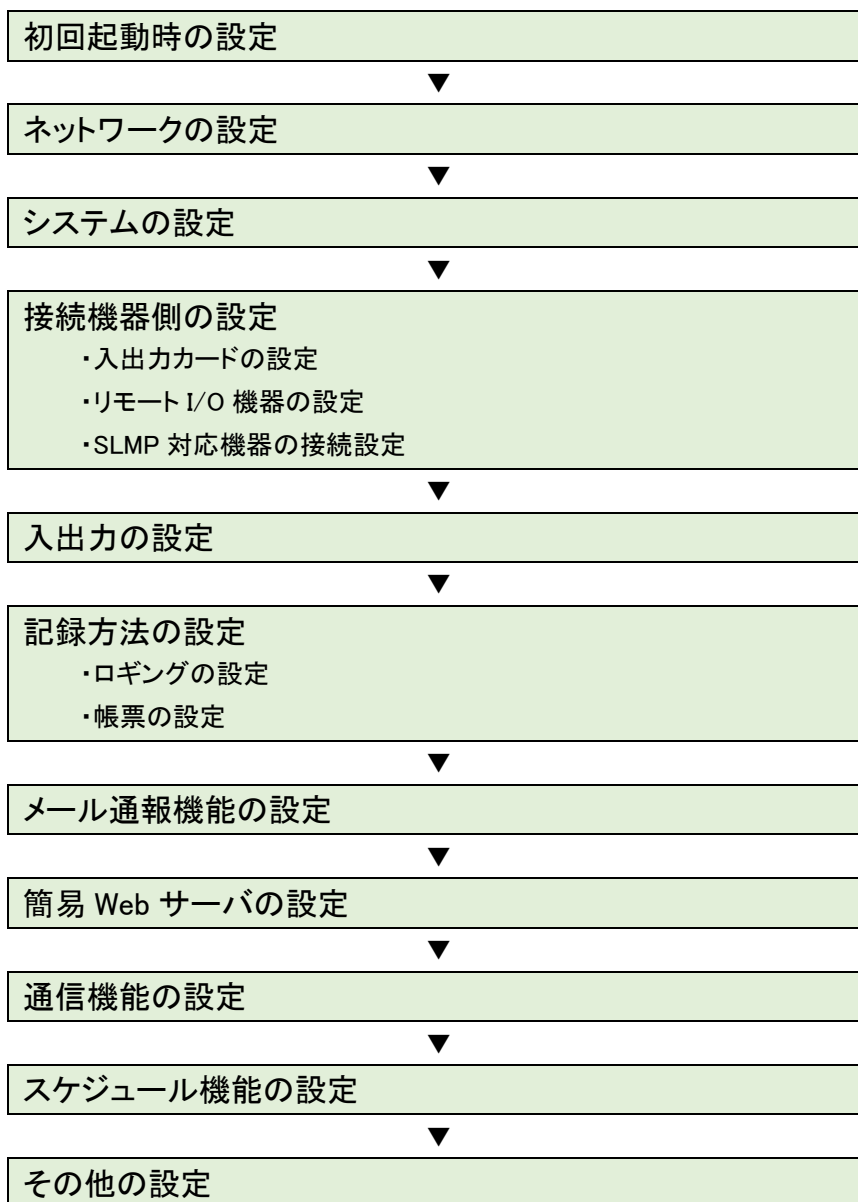 初回起動時の設定
▼
ネットワークの設定
▼
システムの設定
▼
接続機器側の設定
・入出力カードの設定
・リモート I/O 機器の設定
・SLMP 対応機器の接続設定
▼
入出力の設定
▼
記録方法の設定
・ロギングの設定
・帳票の設定
▼
メール通報機能の設定
▼
簡易 Web サーバの設定
▼
通信機能の設定
▼
スケジュール機能の設定
▼
その他の設定